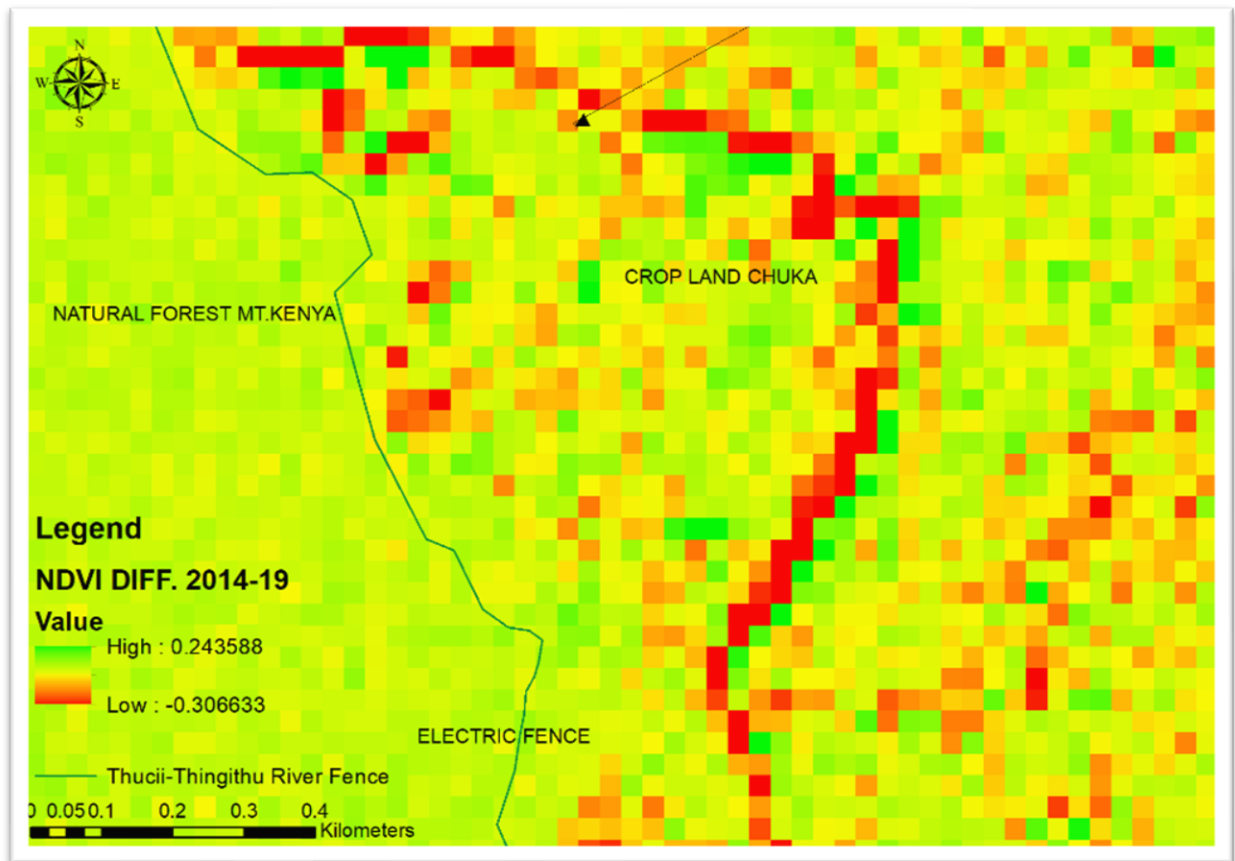 N
W E
S
CROP LAND CHUKA
NATURAL FOREST MT.KENYA
Legend
NDVI DIFF. 2014-19
Value
High : 0.243588
Low : -0.306633
ELECTRIC FENCE
Thucii-Thingithu River Fence
0 0.05 0.1 0.2 0.3 0.4
Kilometers